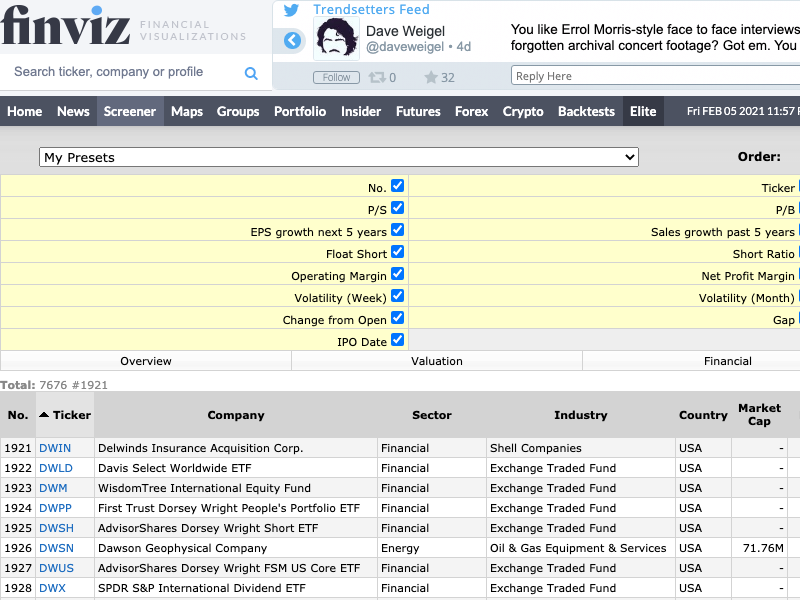 finviz FINANCIAL VISUALIZATIONS
Trendsetters Feed
Dave Weigel
@daveweigel • 4d
You like Errol Morris-style face to face interviews
forgotten archival concert footage? Got em. You
Search ticker, company or profile
Follow 0 32 Reply Here
Home News Screener Maps Groups Portfolio Insider Futures Forex Crypto Backtests Elite Fri FEB 05 2021 11:57
My Presets Order:
No. Ticker
P/S P/B
EPS growth next 5 years Sales growth past 5 years
Float Short Short Ratio
Operating Margin Net Profit Margin
Volatility (Week) Volatility (Month)
Change from Open Gap
IPO Date
Overview Valuation Financial
Total: 7676 #1921
No. Ticker Company Sector Industry Country Market Cap
1921 DWIN Delwinds Insurance Acquisition Corp. Financial Shell Companies USA -
1922 DWLD Davis Select Worldwide ETF Financial Exchange Traded Fund USA -
1923 DWM WisdomTree International Equity Fund Financial Exchange Traded Fund USA -
1924 DWPP First Trust Dorsey Wright People's Portfolio ETF Financial Exchange Traded Fund USA -
1925 DWSH AdvisorShares Dorsey Wright Short ETF Financial Exchange Traded Fund USA -
1926 DWSN Dawson Geophysical Company Energy Oil & Gas Equipment & Services USA 71.76M
1927 DWUS AdvisorShares Dorsey Wright FSM US Core ETF Financial Exchange Traded Fund USA -
1928 DWX SPDR S&P International Dividend ETF Financial Exchange Traded Fund USA -